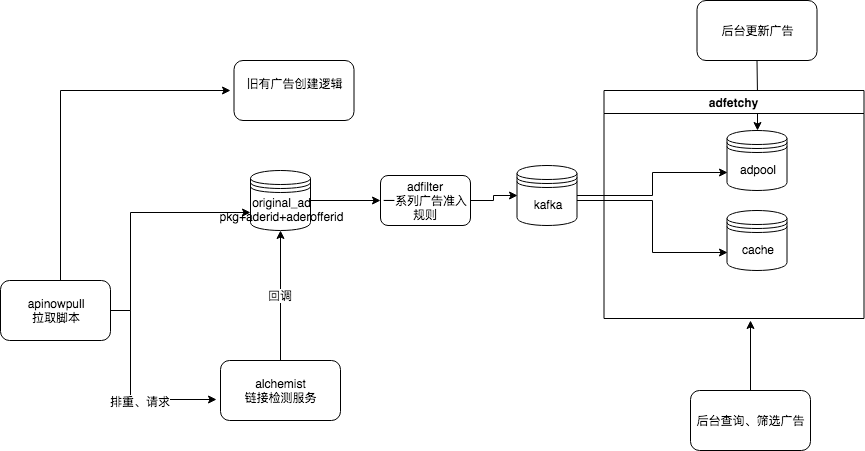 后台更新广告
旧有广告创建逻辑
adfetchy
adpool
original_ad
pkg+aderid+aderofferid
adfilter
一系列广告准入
规则
kafka
cache
回调
apinowpull
拉取脚本
alchemist
链接检测服务
排重、请求
后台查询、筛选广告